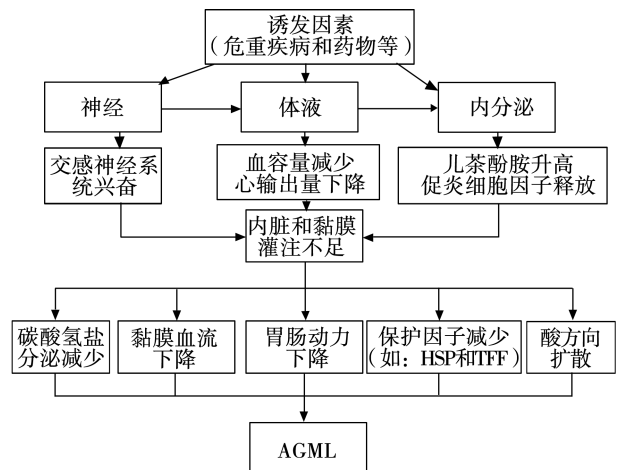 诱发因素
（危重疾病和药物等）
神经
体液
内分泌
交感神经系
统兴奋
血容量减少
心输出量下降
儿茶酚胺升高
促炎细胞因子释放
内脏和黏膜
灌注不足
碳酸氢盐
分泌减少
黏膜血流
下降
胃肠动力
下降
保护因子减少
（如：HSP和TFF）
酸方向
扩散
AGML